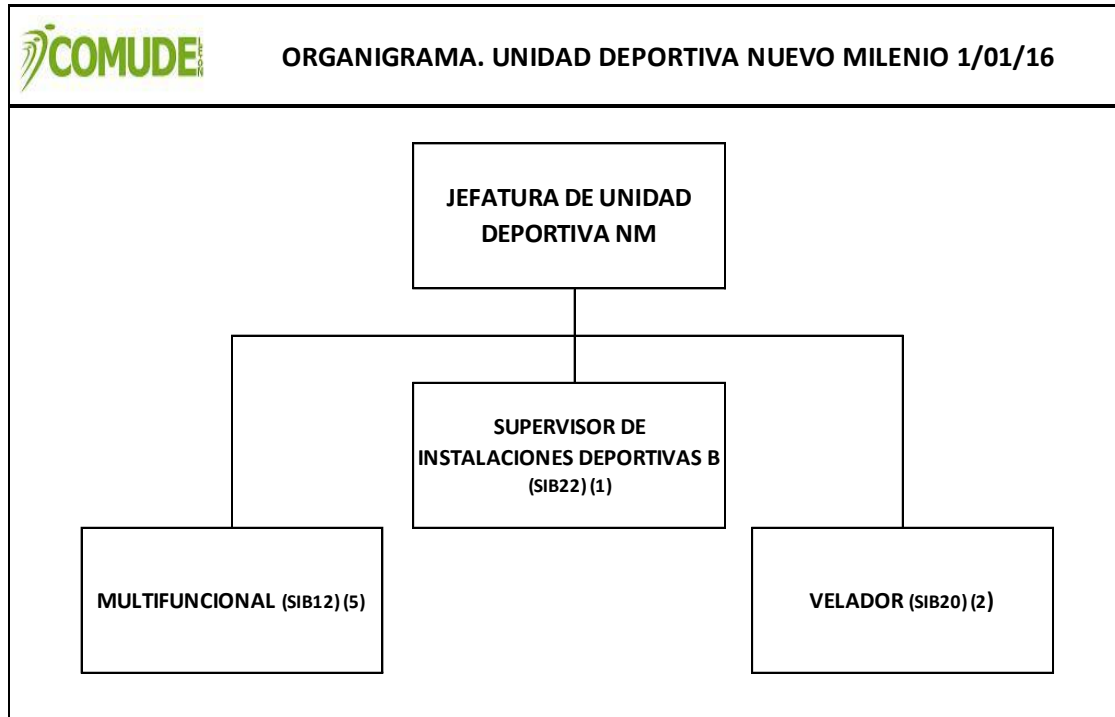 COMUDE LEÓN
ORGANIGRAMA. UNIDAD DEPORTIVA NUEVO MILENIO 1/01/16
JEFATURA DE UNIDAD
DEPORTIVA NM
SUPERVISOR DE
INSTALACIONES DEPORTIVAS B
(SIB22) (1)
MULTIFUNCIONAL (SIB12) (5)
VELADOR (SIB20) (2)